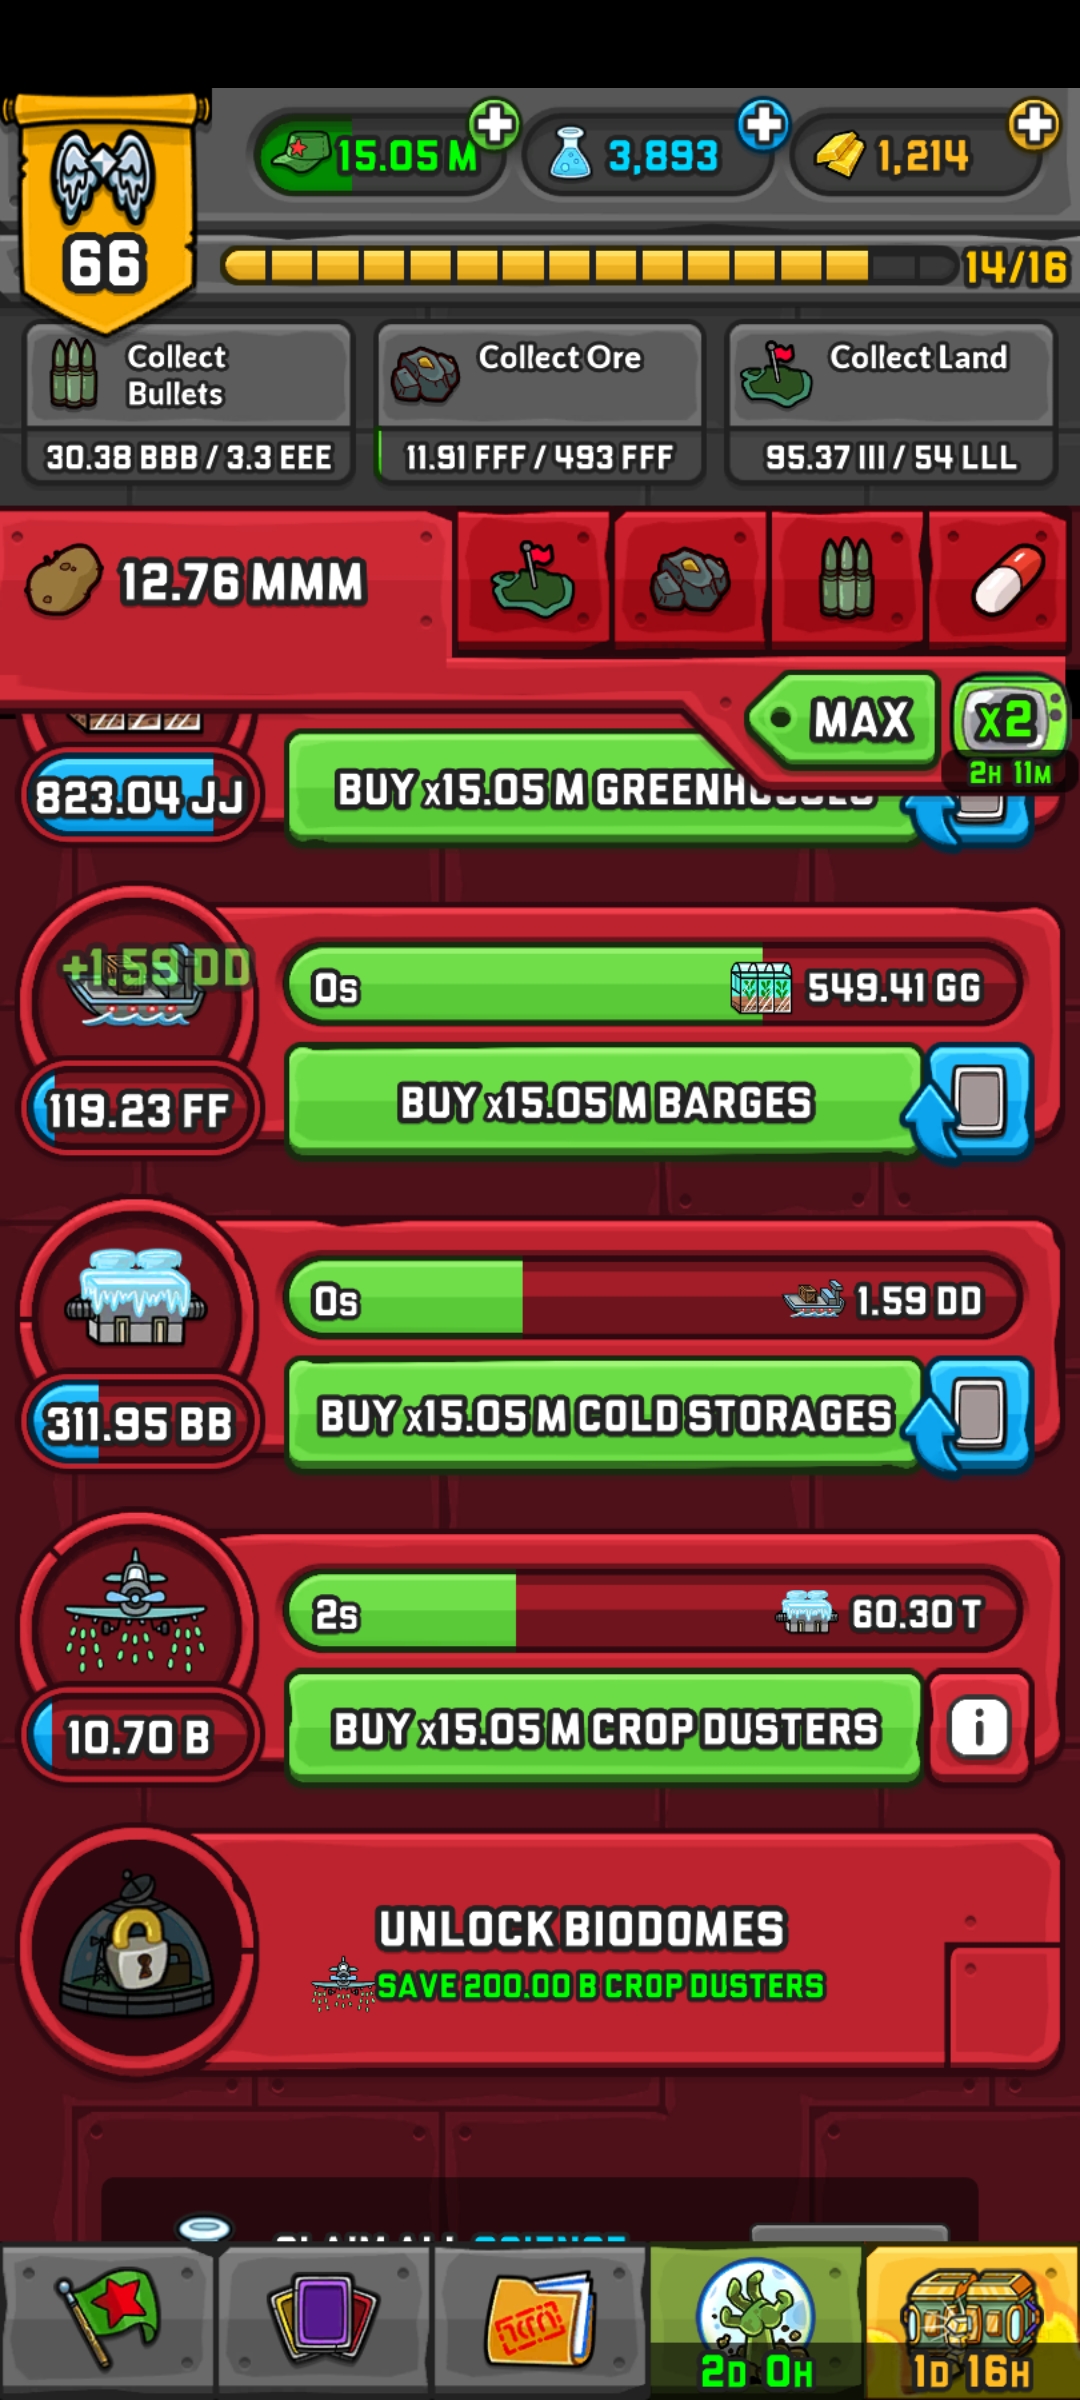 15.05 M
3,893
1,214
66
14/16
Collect
Bullets
30.38 BBB / 3.3 EEE
Collect Ore
11.91 FFF / 493 FFF
Collect Land
95.37 III / 54 LLL
12.76 MMM
MAX
x2
2H 11M
823.04 JJ
BUY x15.05 M GREENHOUSES
+1.59 DD
0s
549.41 GG
119.23 FF
BUY x15.05 M BARGES
0s
1.59 DD
311.95 BB
BUY x15.05 M COLD STORAGES
2s
60.30 T
10.70 B
BUY x15.05 M CROP DUSTERS
i
UNLOCK BIODOMES
SAVE 200.00 B CROP DUSTERS
CLAIM ALL SCIENCE
2D 0H
1D 16H